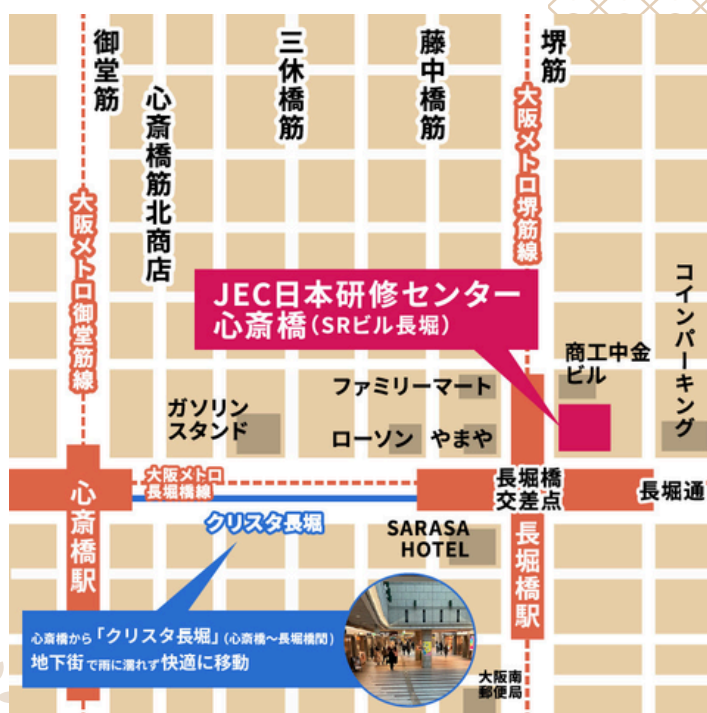 御堂筋
心斎橋筋北商店
三休橋筋
藤中橋筋
堺筋
大阪メトロ御堂筋線
大阪メトロ堺筋線
JEC日本研修センター
心斎橋(SRビル長堀)
コインパーキング
商工中金
ビル
ファミリーマート
ガソリン
スタンド
ローソン
やまや
大阪メトロ
長堀橋線
長堀橋
交差点
長堀通
心斎橋駅
クリスタ長堀
SARASA
HOTEL
長堀橋駅
心斎橋から「クリスタ長堀」(心斎橋〜長堀橋間)
地下街で雨に濡れず快適に移動
大阪南
郵便局